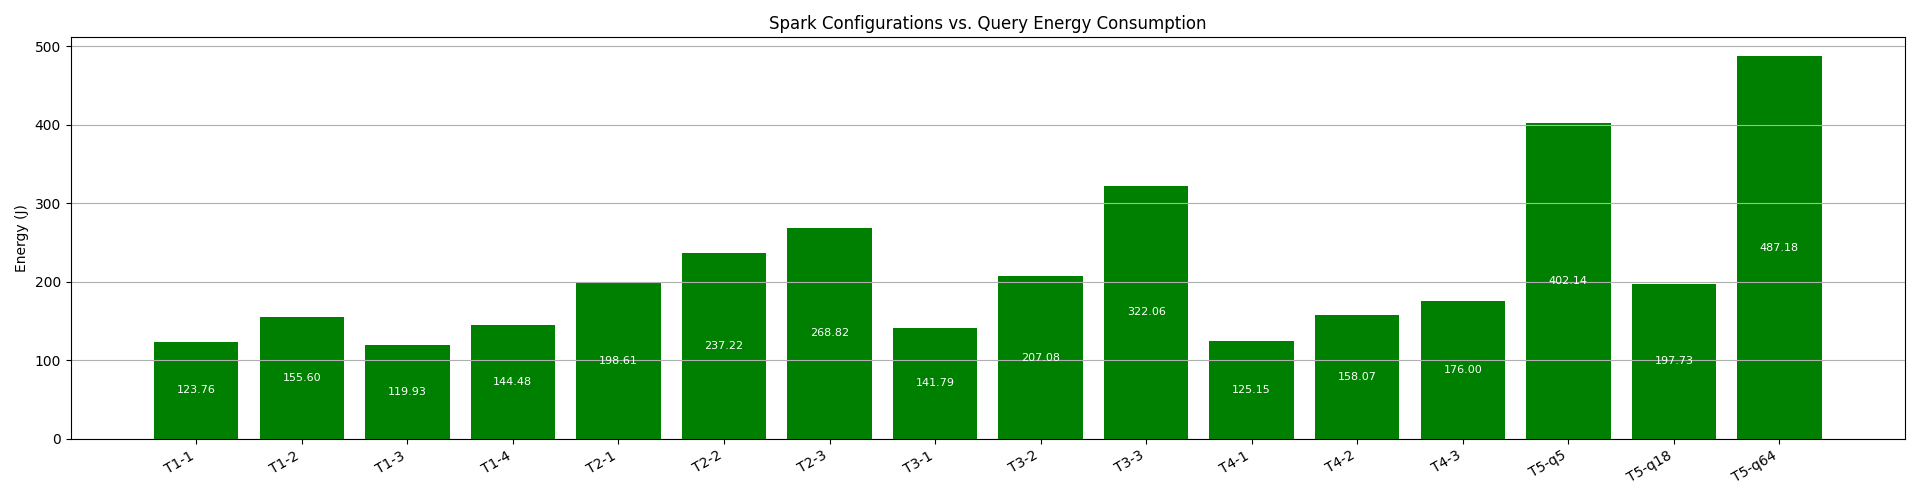 Spark Configurations vs. Query Energy Consumption
Energy (J)
500
400
300
200
100
0
123.76
155.60
119.93
144.48
198.61
237.22
268.82
141.79
207.08
322.06
125.15
158.07
176.00
402.14
197.73
487.18
T1-1
T1-2
T1-3
T1-4
T2-1
T2-2
T2-3
T3-1
T3-2
T3-3
T4-1
T4-2
T4-3
T5-q5
T5-q18
T5-q64